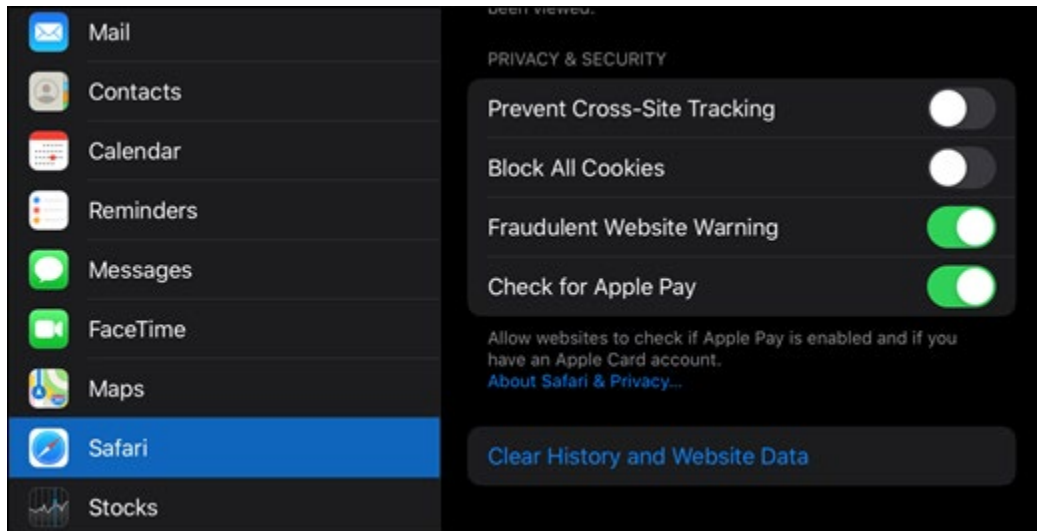 Mail
Contacts
Calendar
Reminders
Messages
FaceTime
Maps
Safari
Stocks
been viewed.
PRIVACY & SECURITY
Prevent Cross-Site Tracking
Block All Cookies
Fraudulent Website Warning
Check for Apple Pay
Allow websites to check if Apple Pay is enabled and if you
have an Apple Card account.
About Safari & Privacy...
Clear History and Website Data